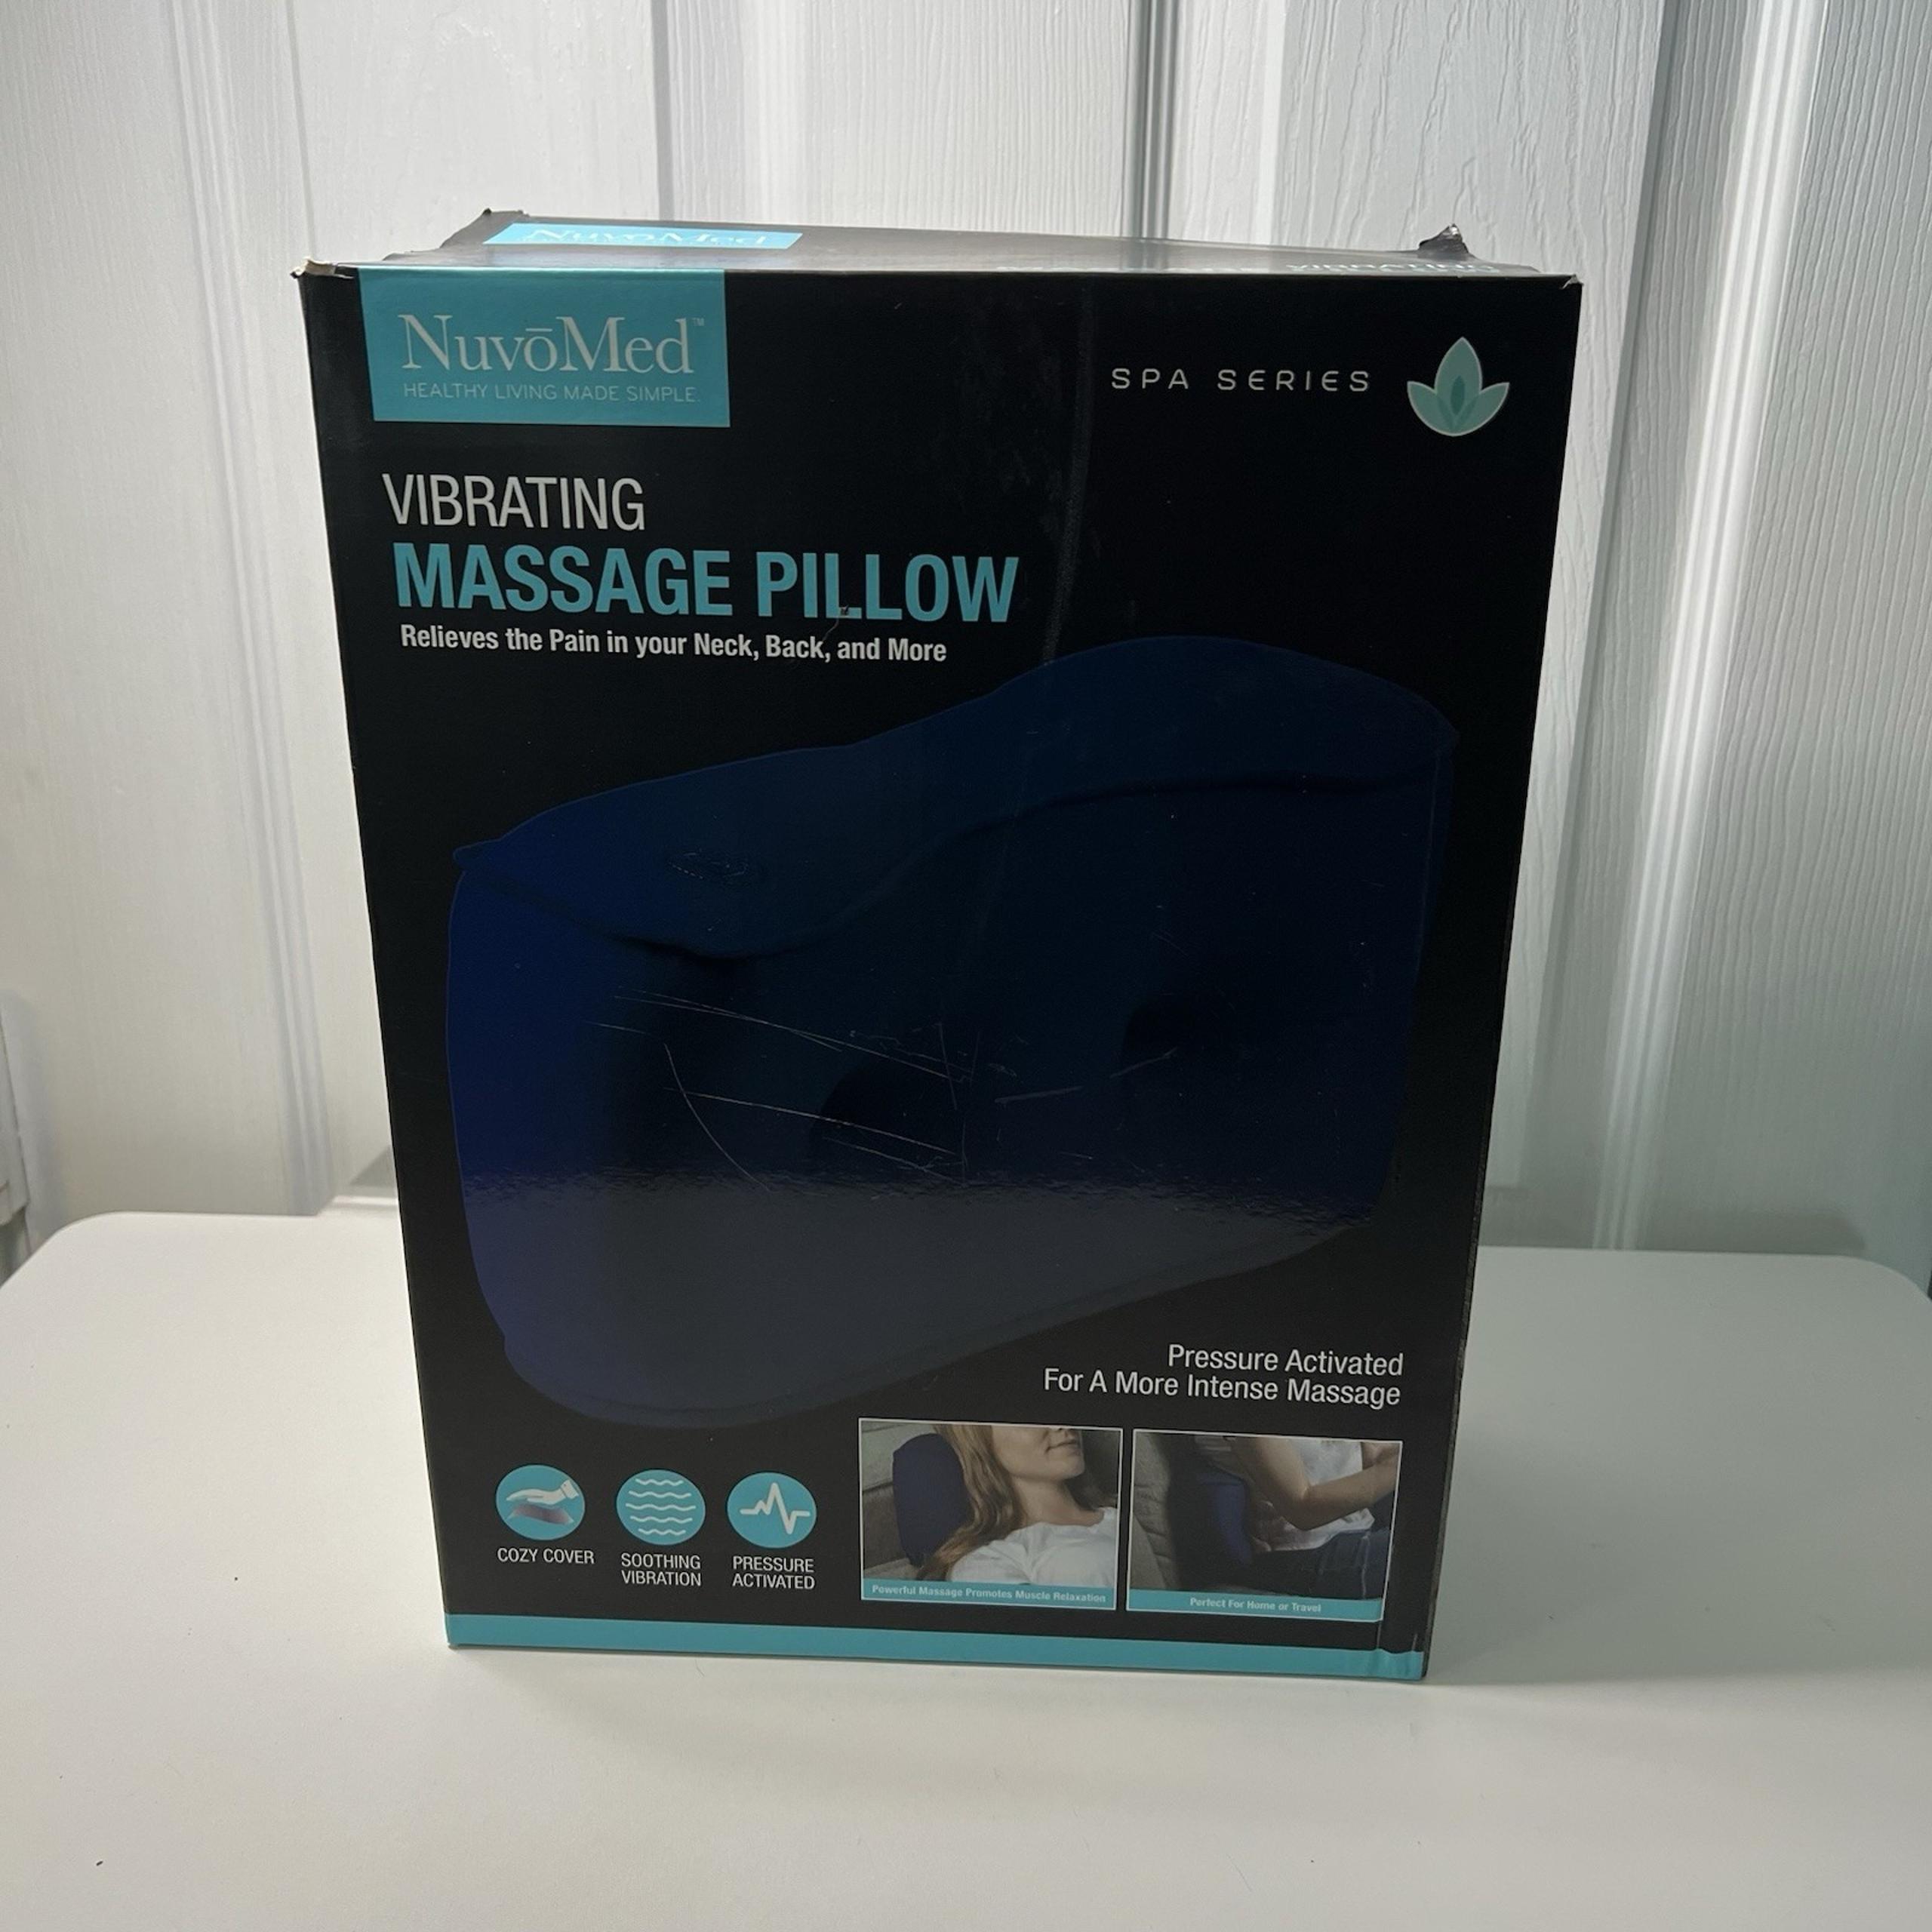 NuvoMed
NuvōMed™
HEALTHY LIVING MADE SIMPLE
SPA SERIES
VIBRATING
MASSAGE PILLOW
Relieves the Pain in your Neck, Back, and More
Pressure Activated
For A More Intense Massage
COZY COVER
SOOTHING
VIBRATION
PRESSURE
ACTIVATED
Powerful Massage Promotes Muscle Relaxation
Perfect For Home or Travel